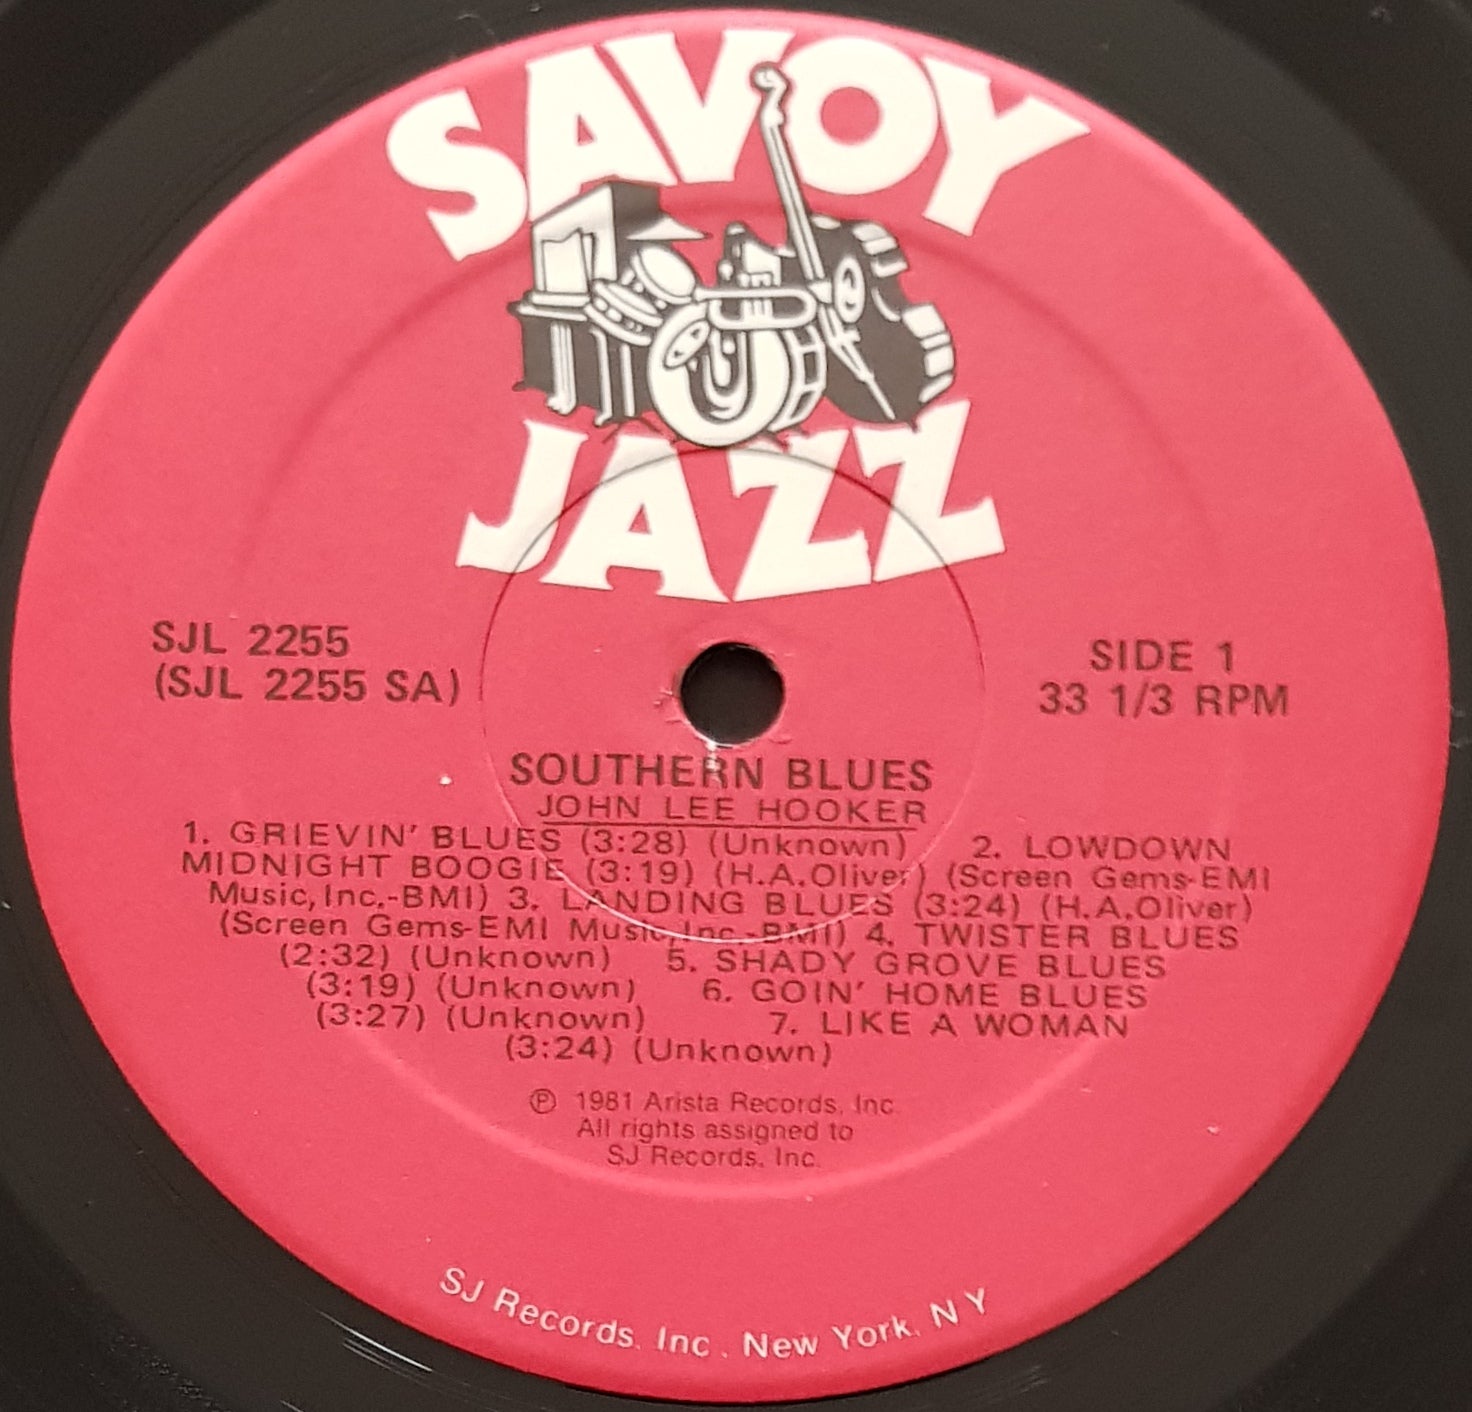 SAVOY
JAZZ
SJL 2255
(SJL 2255 SA)
SIDE 1
33 1/3 RPM
SOUTHERN BLUES
JOHN LEE HOOKER
1. GRIEVIN' BLUES (3:28) (Unknown) 2. LOWDOWN
MIDNIGHT BOOGIE (3:19) (H.A.Oliver) (Screen Gems-EMI
Music, Inc.-BMI) 3. LANDING BLUES (3:24) (H.A.Oliver)
(Screen Gems-EMI Music, Inc.-BMI) 4. TWISTER BLUES
(2:32) (Unknown) 5. SHADY GROVE BLUES
(3:19) (Unknown) 6. GOIN' HOME BLUES
(3:27) (Unknown) 7. LIKE A WOMAN
(3:24) (Unknown)
℗ 1981 Arista Records, Inc.
All rights assigned to
SJ Records, Inc.
SJ Records, Inc., New York, N Y